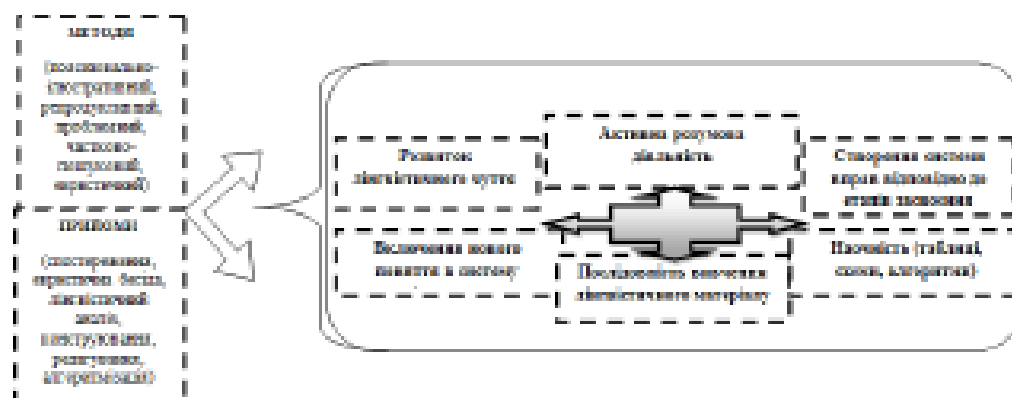 методи
(пояснювально-
ілюстративний,
репродуктивний,
проблемний,
частково-
пошуковий,
евристичний)
прийоми
(спостереження,
евристична бесіда,
лінгвістичний
аналіз,
конструювання,
редагування,
алгоритмізація)
Розвиток
лінгвістичного чуття
Активна розумова
діяльність
Створення системи
вправ відповідно до
етапів засвоєння
Включення нового
поняття в систему
Послідовність вивчення
лінгвістичного матеріалу
Наочність (таблиці,
схеми, алгоритми)